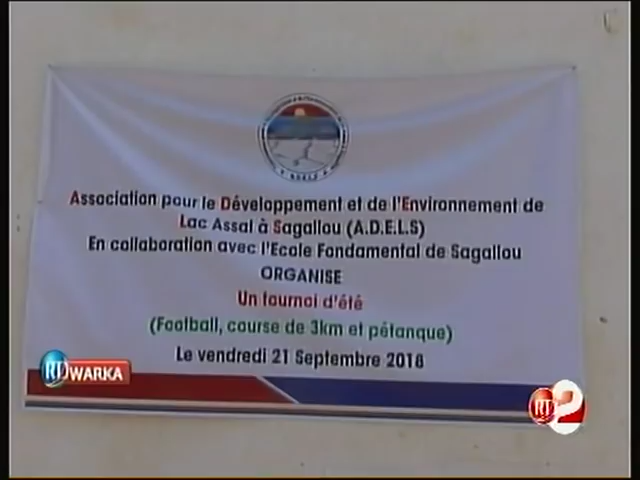 A.D.E.L.S
Association pour le Développement et de l'Environnement de
Lac Assal à Sagallou (A.D.E.L.S)
En collaboration avec l'Ecole Fondamental de Sagallou
ORGANISE
Un tournoi d'été
(Football, course de 3km et pétanque)
Le vendredi 21 Septembre 2018
RTD WARKA
RTD 2